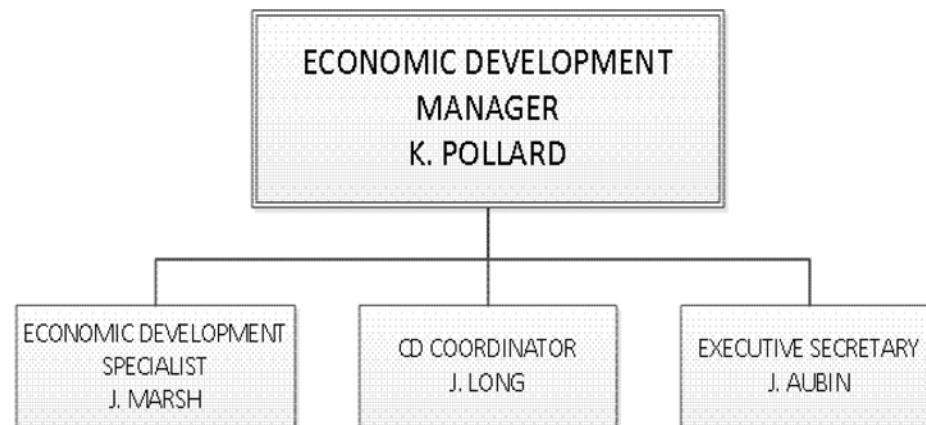 ECONOMIC DEVELOPMENT
MANAGER
K. POLLARD
ECONOMIC DEVELOPMENT
SPECIALIST
J. MARSH
CD COORDINATOR
J. LONG
EXECUTIVE SECRETARY
J. AUBIN